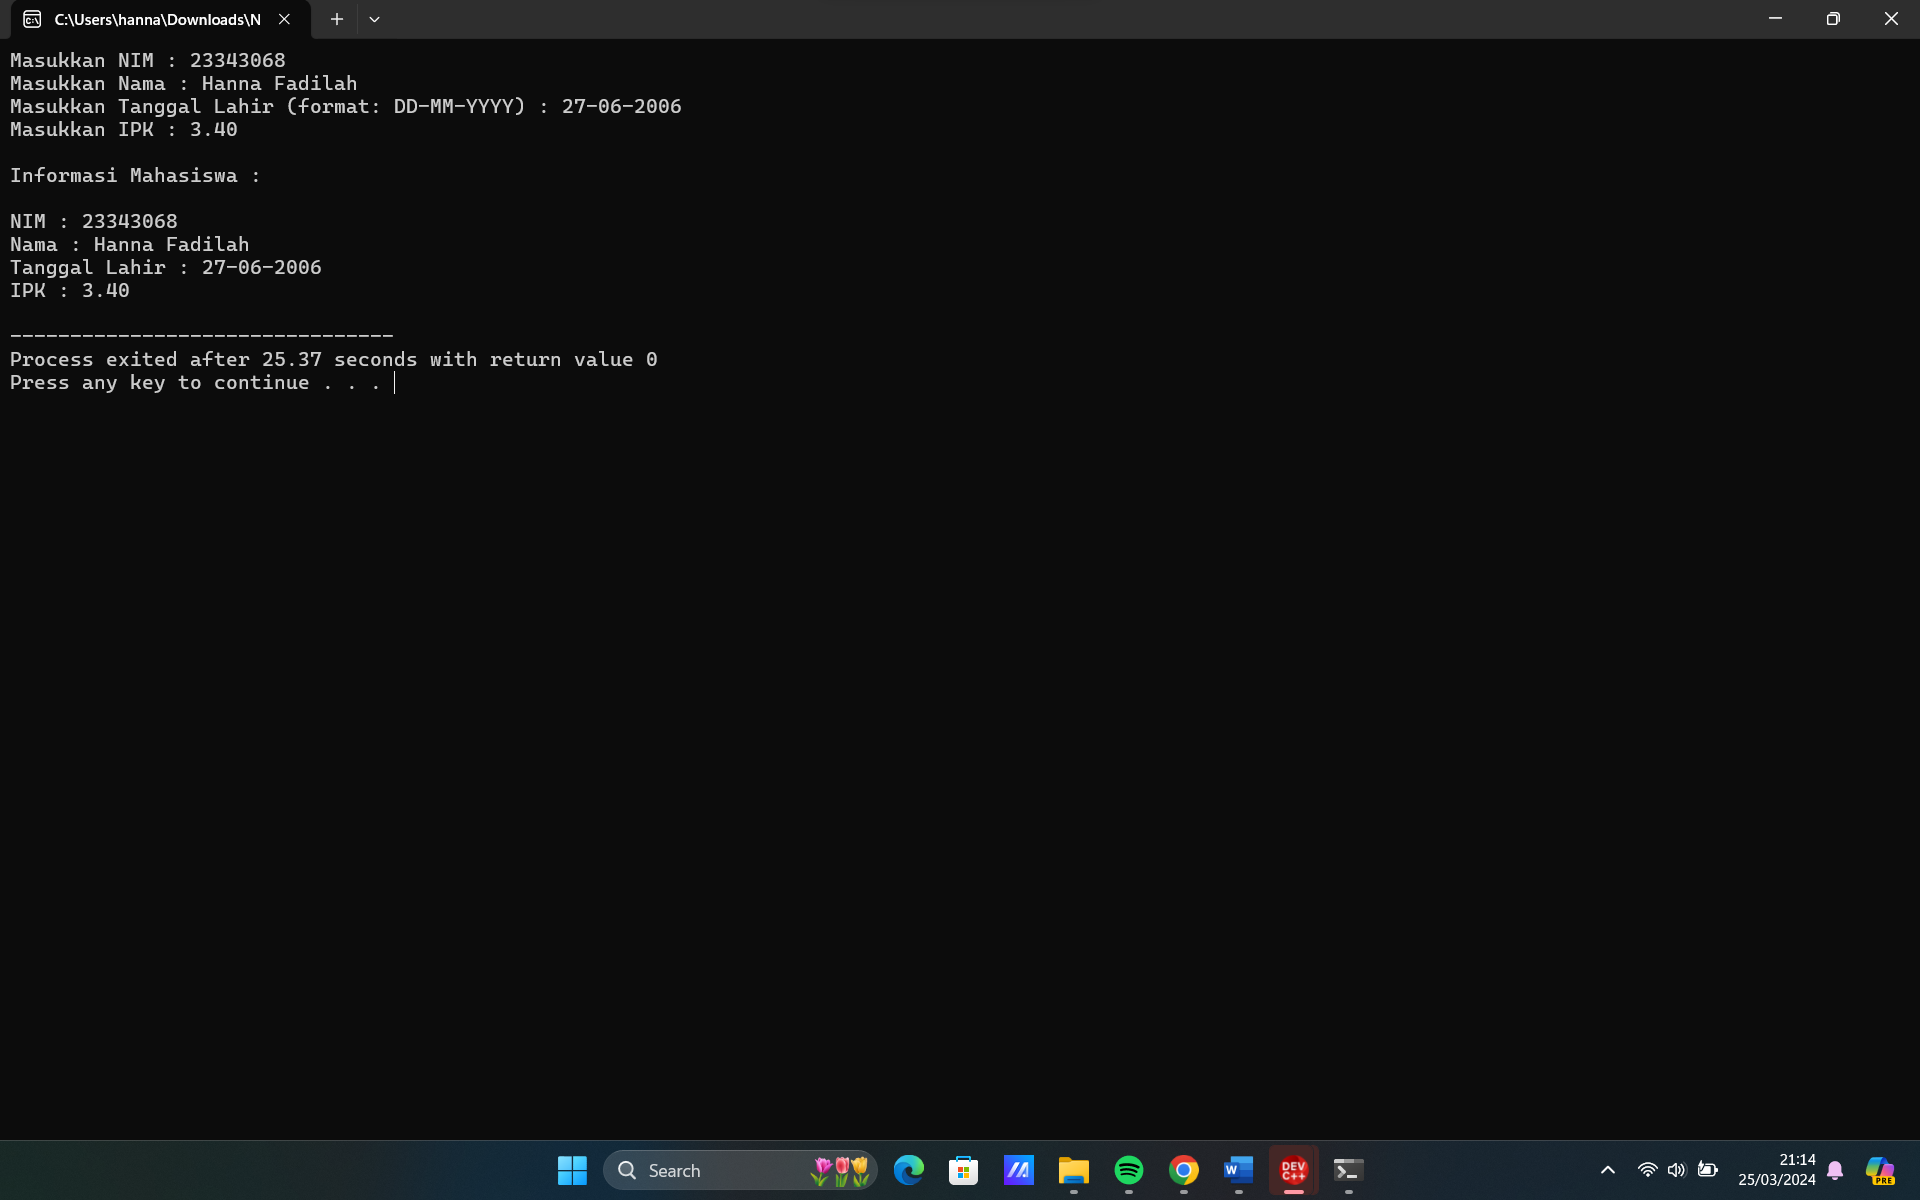 C:\Users\hanna\Downloads\N
Masukkan NIM : 23343068
Masukkan Nama : Hanna Fadilah
Masukkan Tanggal Lahir (format: DD-MM-YYYY) : 27-06-2006
Masukkan IPK : 3.40
Informasi Mahasiswa :
NIM : 23343068
Nama : Hanna Fadilah
Tanggal Lahir : 27-06-2006
IPK : 3.40
--------------------------------
Process exited after 25.37 seconds with return value 0
Press any key to continue . . .
Search
W
DEV
C++
21:14
25/03/2024
PRE